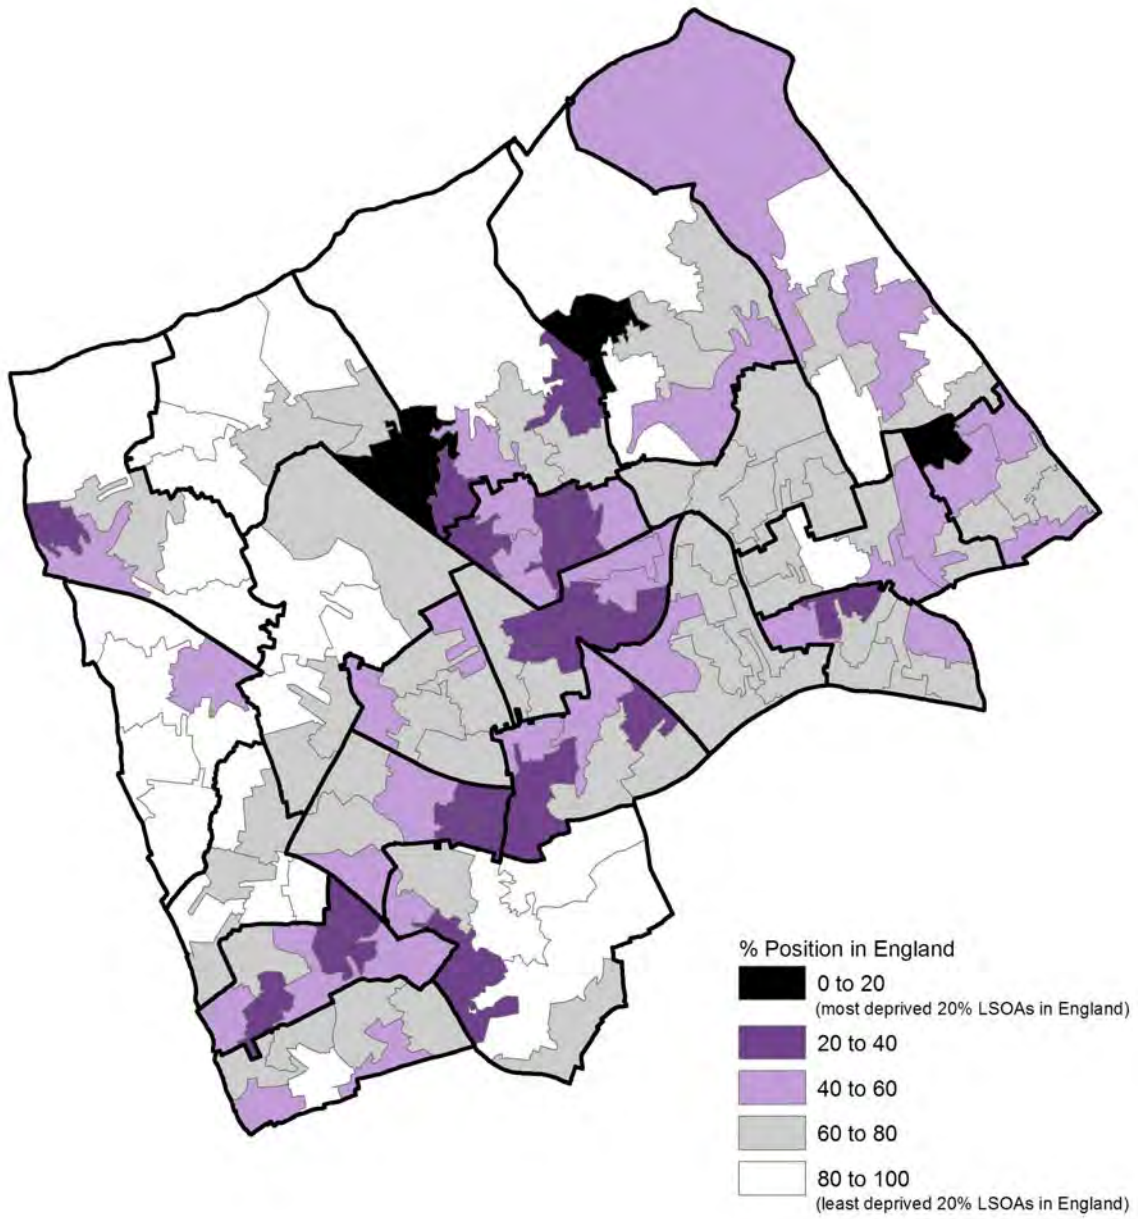 % Position in England
0 to 20
(most deprived 20% LSOAs in England)
20 to 40
40 to 60
60 to 80
80 to 100
(least deprived 20% LSOAs in England)